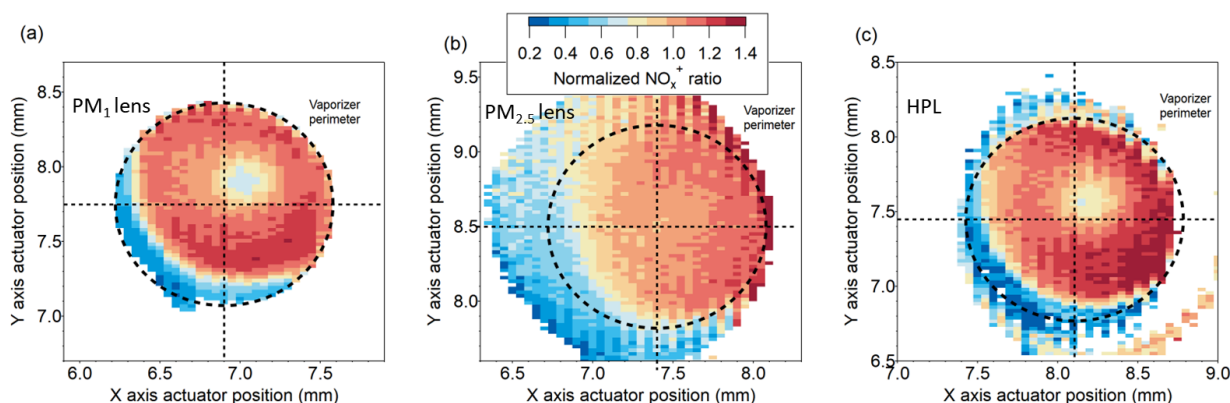 (a)
PM1 lens
Vaporizer
perimeter
8.5
8.0
7.5
7.0
Y axis actuator position (mm)
6.0 6.5 7.0 7.5
X axis actuator position (mm)
0.2 0.4 0.6 0.8 1.0 1.2 1.4
Normalized NOx+ ratio
(b)
PM2.5 lens
Vaporizer
perimeter
9.5
9.0
8.5
8.0
Y axis actuator position (mm)
6.5 7.0 7.5 8.0
X axis actuator position (mm)
(c)
HPL
Vaporizer
perimeter
8.5
8.0
7.5
7.0
6.5
Y axis actuator position (mm)
7.0 7.5 8.0 8.5 9.0
X axis actuator position (mm)